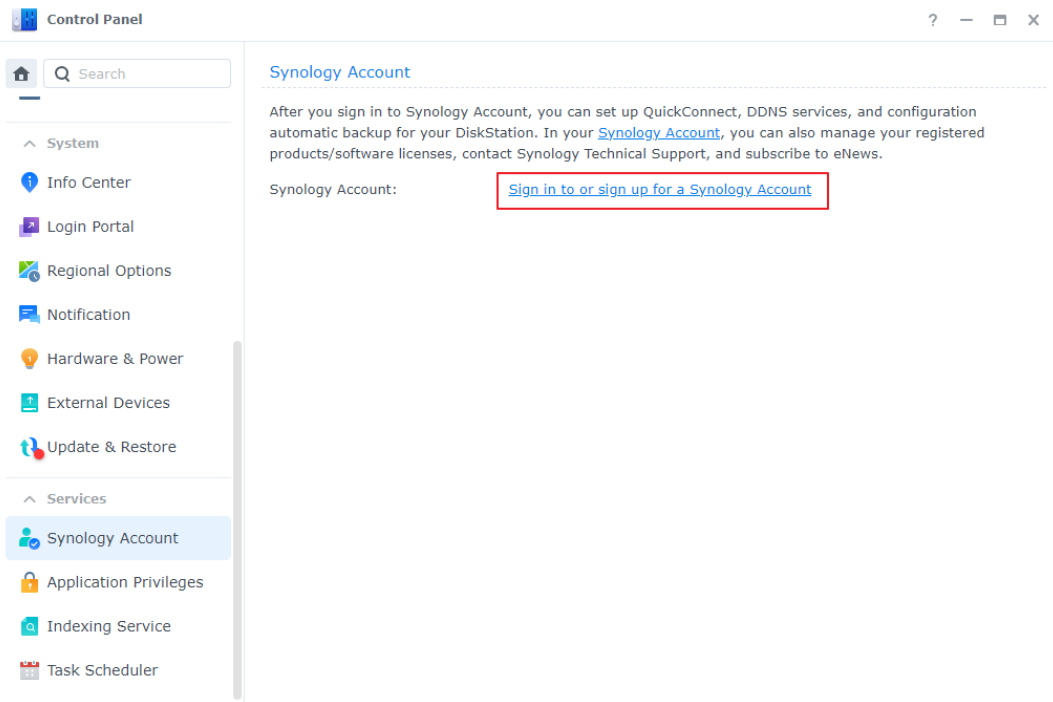 Control Panel
?
Search
System
Info Center
Login Portal
Regional Options
Notification
Hardware & Power
External Devices
Update & Restore
Services
Synology Account
Application Privileges
Indexing Service
Task Scheduler
Synology Account
After you sign in to Synology Account, you can set up QuickConnect, DDNS services, and configuration
automatic backup for your DiskStation. In your Synology Account, you can also manage your registered
products/software licenses, contact Synology Technical Support, and subscribe to eNews.
Synology Account: Sign in to or sign up for a Synology Account